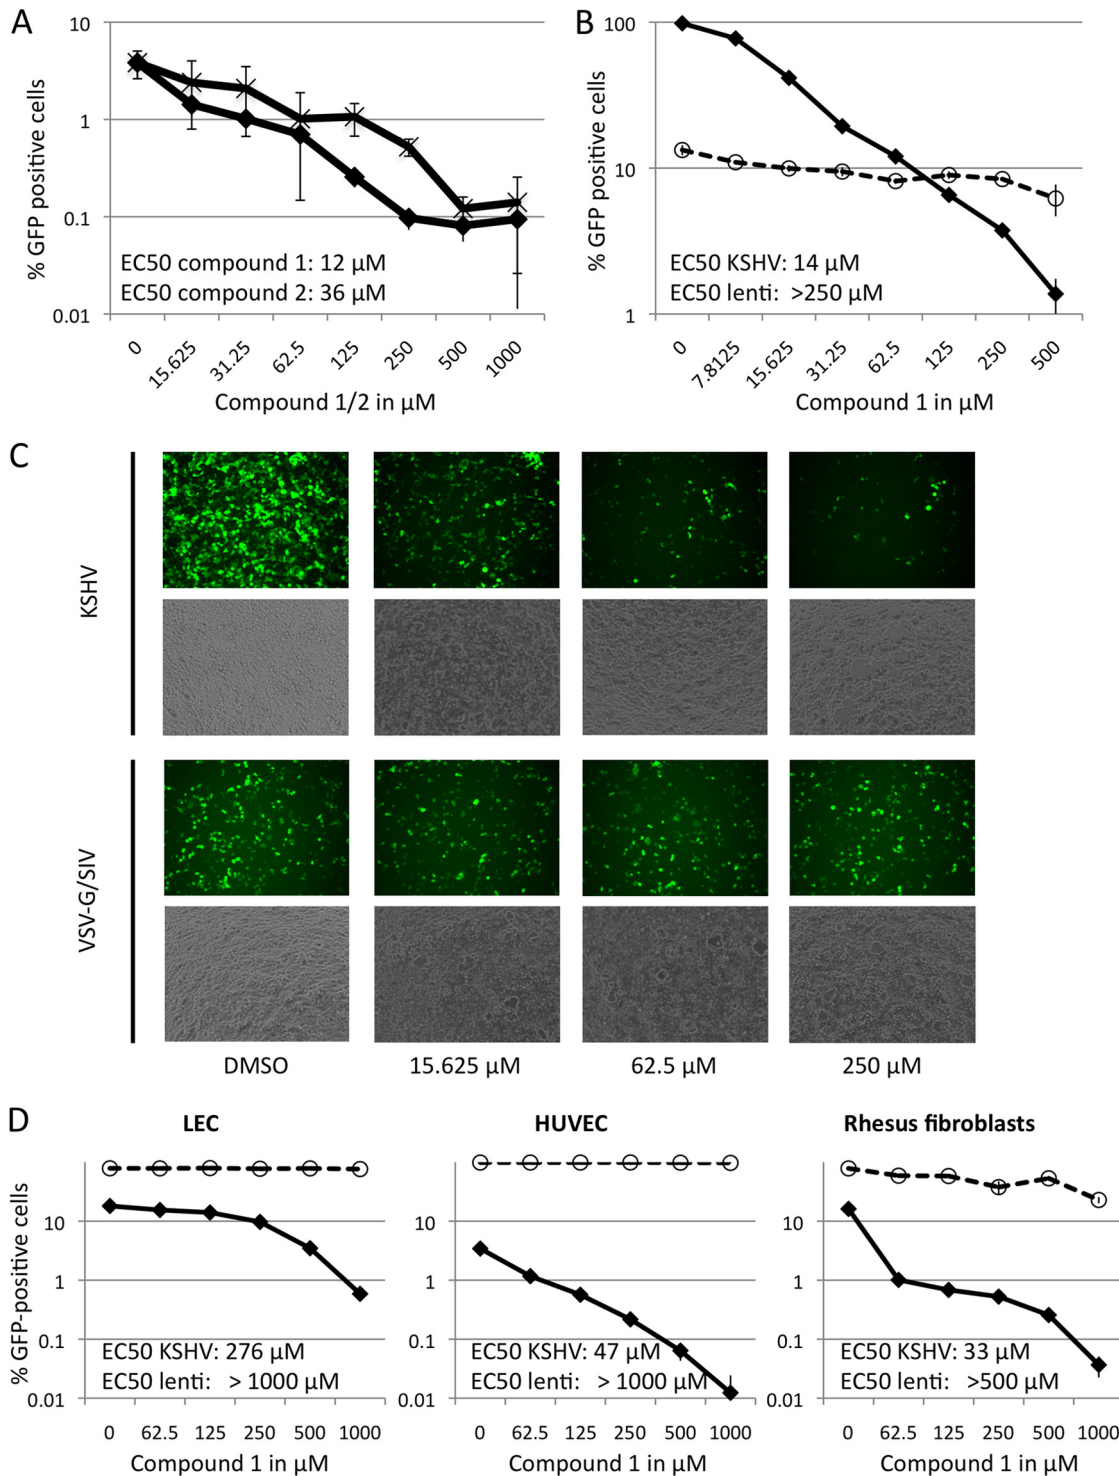 A
B
10
1
0.1
0.01
% GFP positive cells
EC50 compound 1: 12 µM
EC50 compound 2: 36 µM
0 15.625 31.25 62.5 125 250 500 1000
Compound 1/2 in µM
100
10
1
% GFP positive cells
EC50 KSHV: 14 µM
EC50 lenti: >250 µM
0 7.8125 15.625 31.25 62.5 125 250 500
Compound 1 in µM
C
KSHV
VSV-G/SIV
DMSO 15.625 µM 62.5 µM 250 µM
D
LEC
% GFP-positive cells
10
1
0.1
0.01
EC50 KSHV: 276 µM
EC50 lenti: > 1000 µM
0 62.5 125 250 500 1000
Compound 1 in µM
HUVEC
10
1
0.1
0.01
EC50 KSHV: 47 µM
EC50 lenti: > 1000 µM
0 62.5 125 250 500 1000
Compound 1 in µM
Rhesus fibroblasts
10
1
0.1
0.01
EC50 KSHV: 33 µM
EC50 lenti: >500 µM
0 62.5 125 250 500 1000
Compound 1 in µM